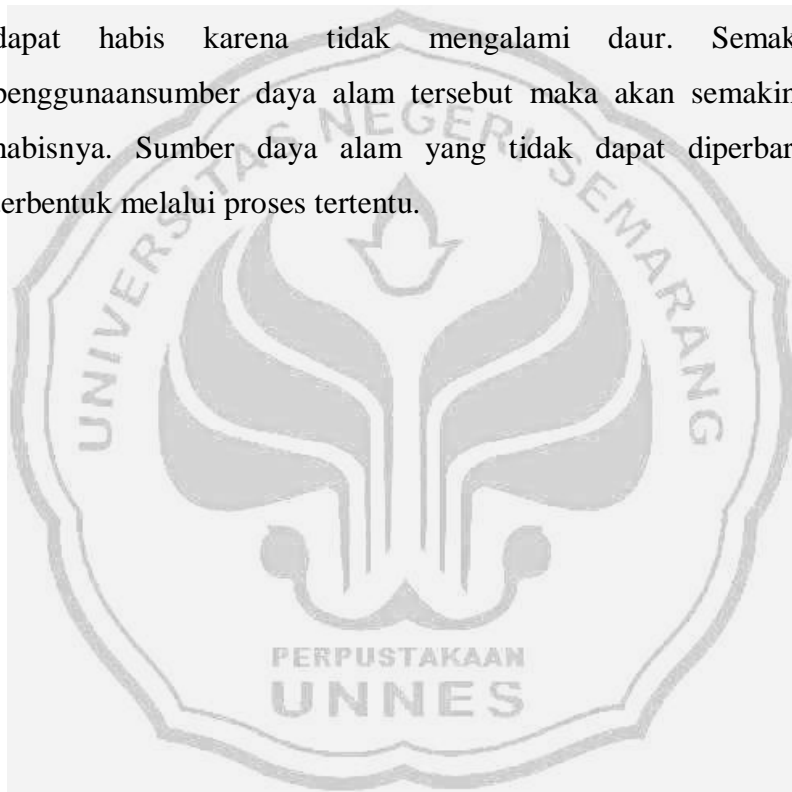 dapat habis karena tidak mengalami daur. Semak
penggunaansumber daya alam tersebut maka akan semakin
habisnya. Sumber daya alam yang tidak dapat diperbar
terbentuk melalui proses tertentu.
UNIVERSITAS NEGERI SEMARANG
PERPUSTAKAAN
UNNES